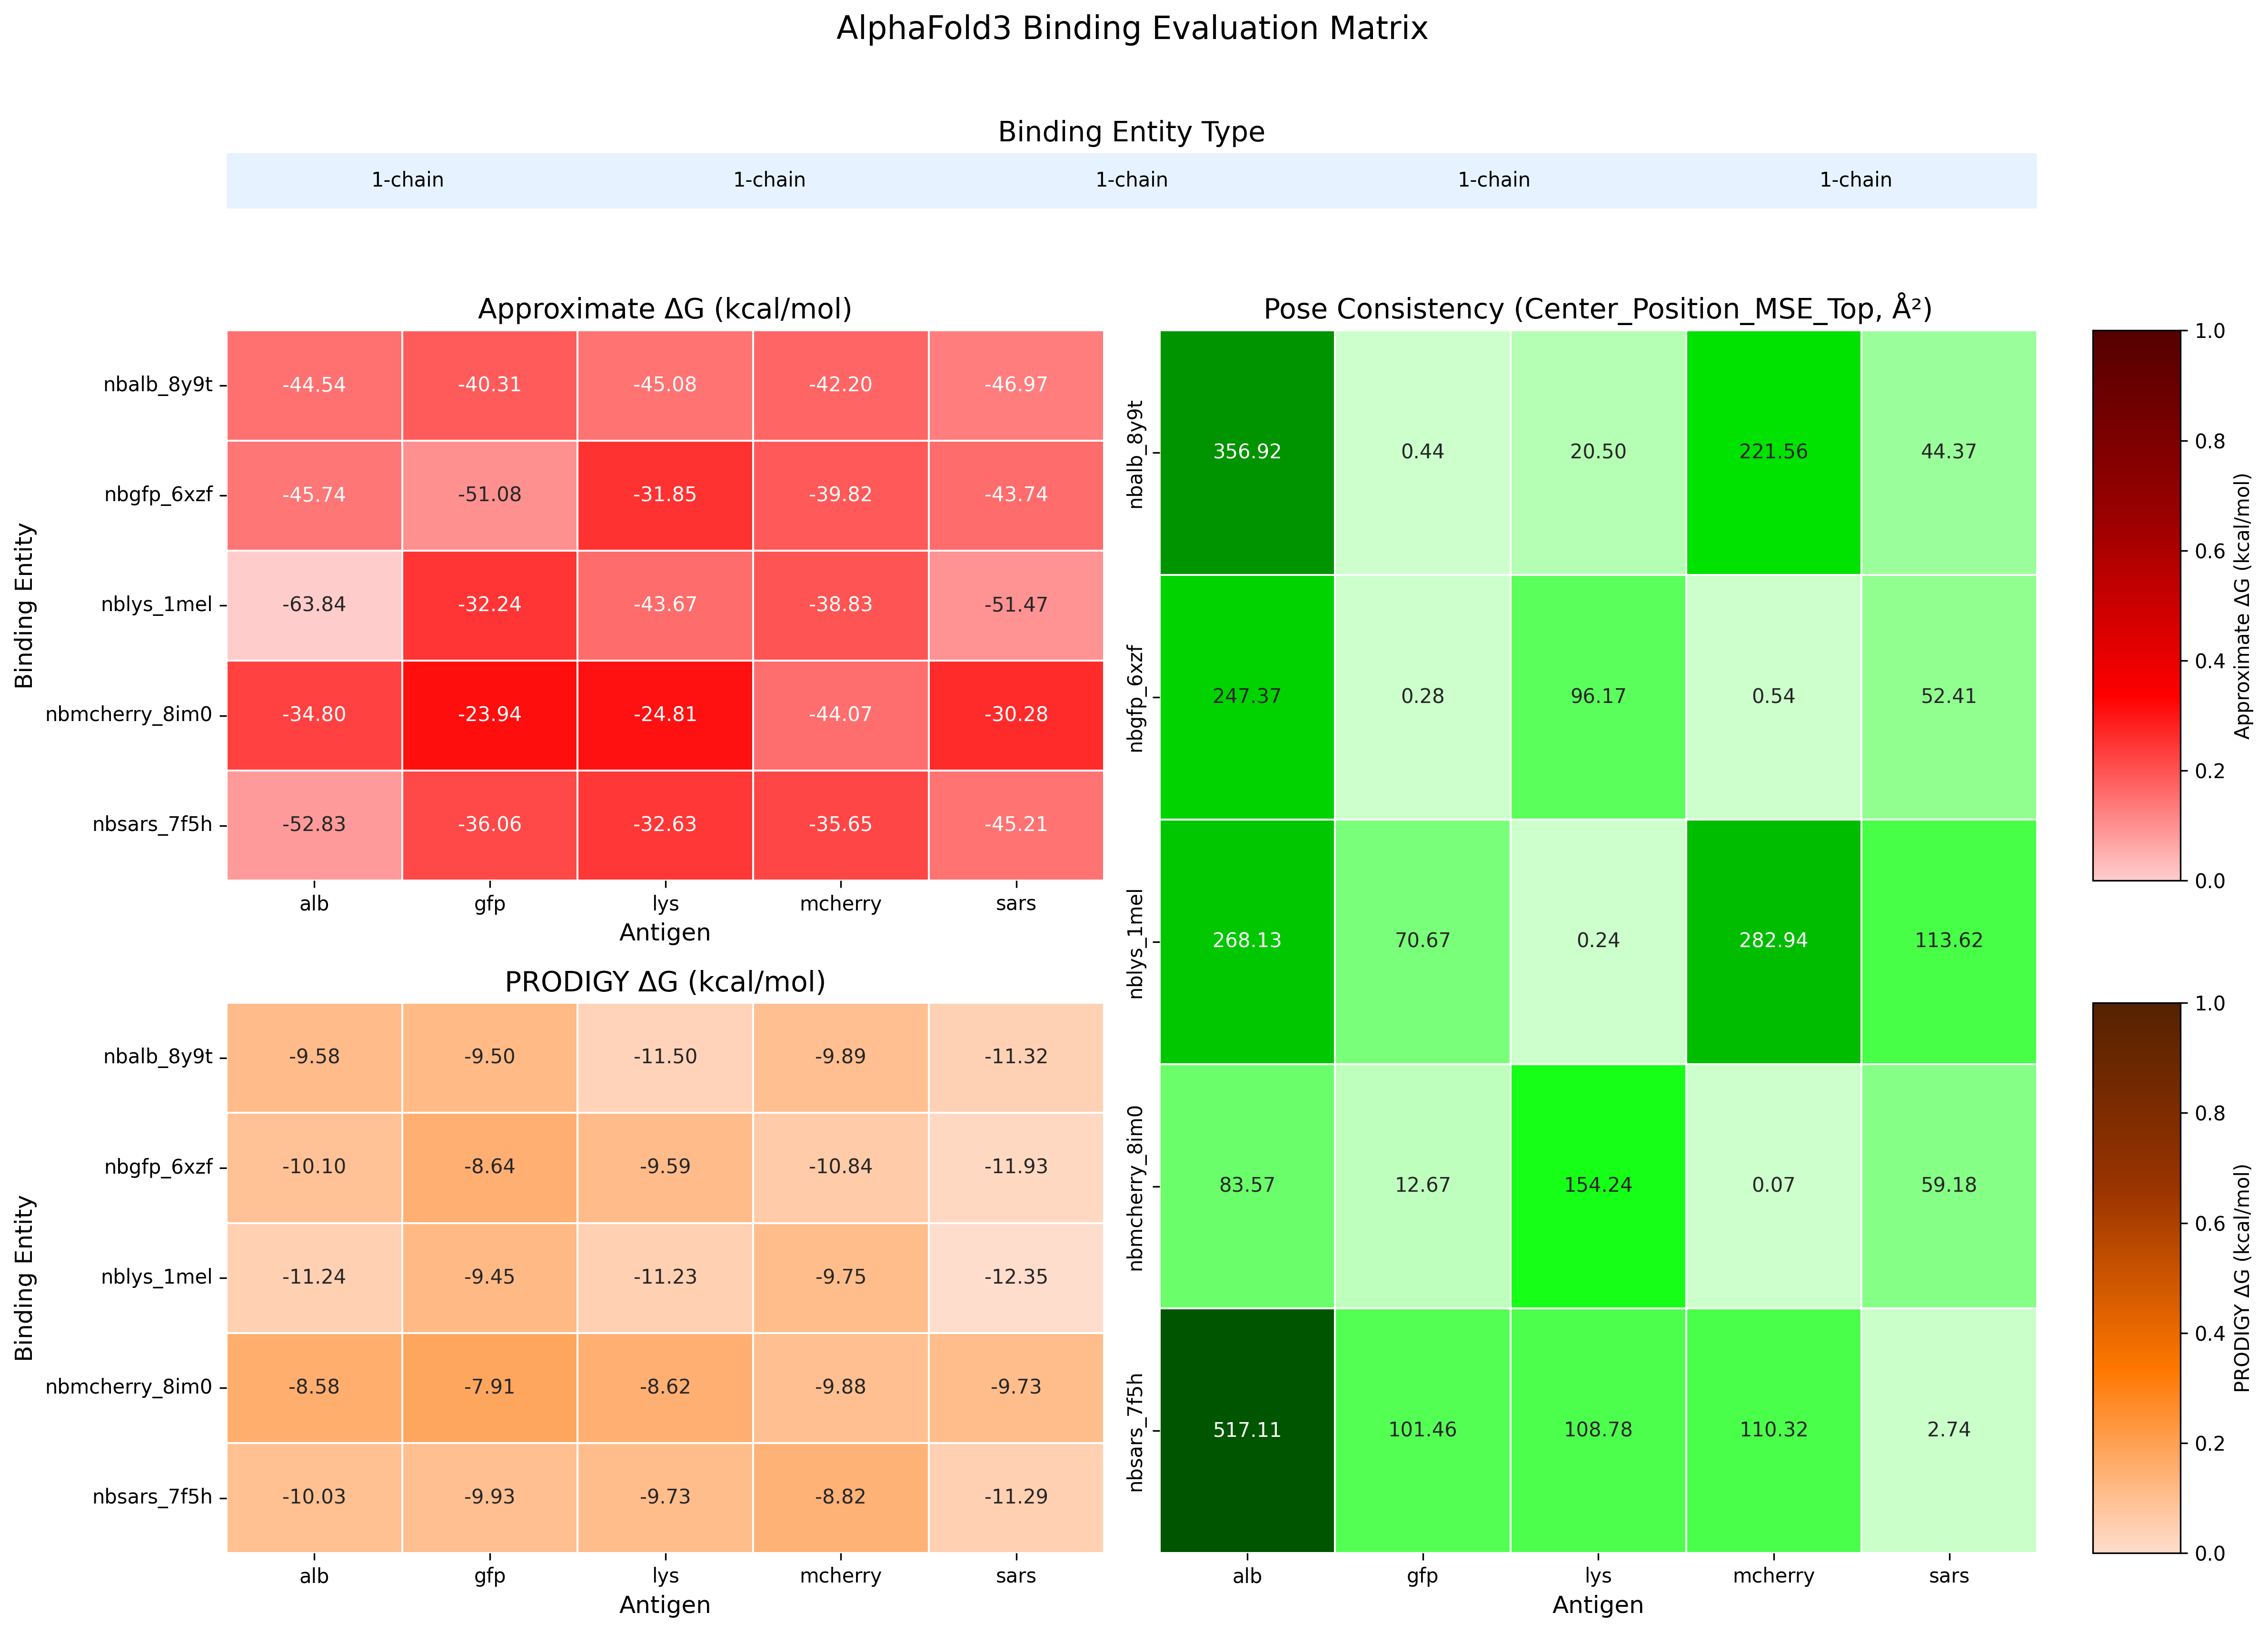 AlphaFold3 Binding Evaluation Matrix
Binding Entity Type
1-chain 1-chain 1-chain 1-chain 1-chain
Approximate ΔG (kcal/mol)
Binding Entity
nbalb_8y9t -44.54 -40.31 -45.08 -42.20 -46.97
nbgfp_6xzf -45.74 -51.08 -31.85 -39.82 -43.74
nblys_1mel -63.84 -32.24 -43.67 -38.83 -51.47
nbmcherry_8im0 -34.80 -23.94 -24.81 -44.07 -30.28
nbsars_7f5h -52.83 -36.06 -32.63 -35.65 -45.21
alb gfp lys mcherry sars
Antigen
PRODIGY ΔG (kcal/mol)
Binding Entity
nbalb_8y9t -9.58 -9.50 -11.50 -9.89 -11.32
nbgfp_6xzf -10.10 -8.64 -9.59 -10.84 -11.93
nblys_1mel -11.24 -9.45 -11.23 -9.75 -12.35
nbmcherry_8im0 -8.58 -7.91 -8.62 -9.88 -9.73
nbsars_7f5h -10.03 -9.93 -9.73 -8.82 -11.29
alb gfp lys mcherry sars
Antigen
Pose Consistency (Center_Position_MSE_Top, Å²)
nbalb_8y9t 356.92 0.44 20.50 221.56 44.37
nbgfp_6xzf 247.37 0.28 96.17 0.54 52.41
nblys_1mel 268.13 70.67 0.24 282.94 113.62
nbmcherry_8im0 83.57 12.67 154.24 0.07 59.18
nbsars_7f5h 517.11 101.46 108.78 110.32 2.74
alb gfp lys mcherry sars
Antigen
1.0
0.8
0.6
0.4
0.2
0.0
Approximate ΔG (kcal/mol)
1.0
0.8
0.6
0.4
0.2
0.0
PRODIGY ΔG (kcal/mol)